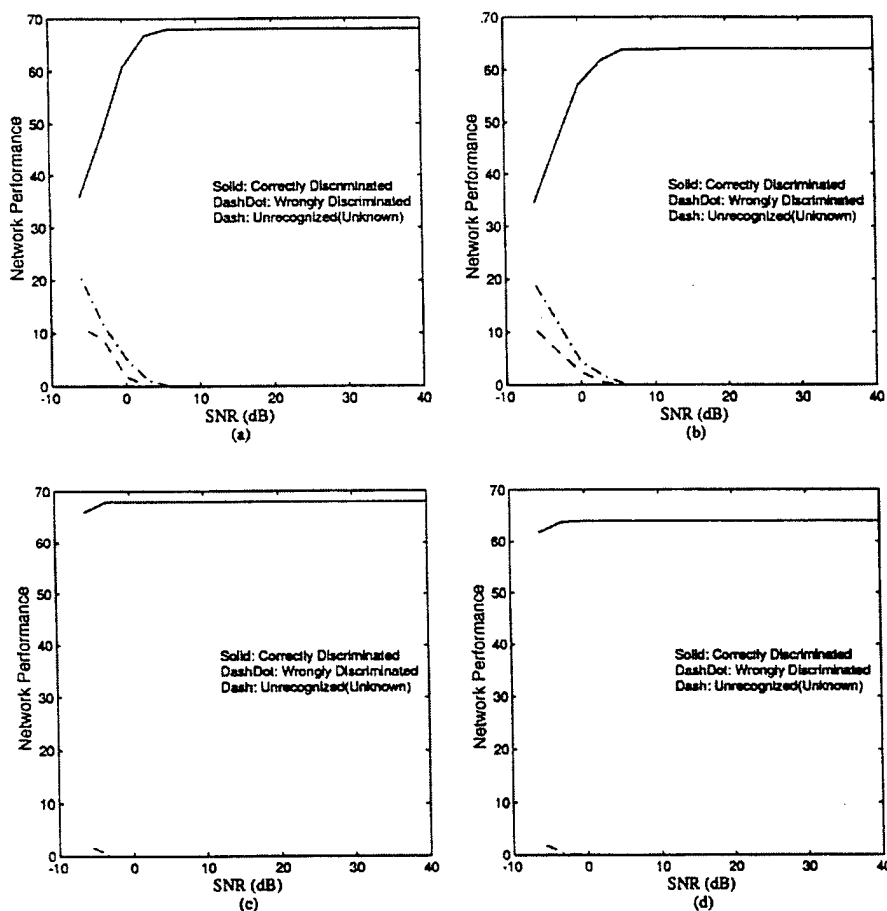 70
60
50
40
30
20
10
0
Network Performance
Solid: Correctly Discriminated
DashDot: Wrongly Discriminated
Dash: Unrecognized(Unknown)
-10 0 10 20 30 40
SNR (dB)
(a)
70
60
50
40
30
20
10
0
Network Performance
Solid: Correctly Discriminated
DashDot: Wrongly Discriminated
Dash: Unrecognized(Unknown)
-10 0 10 20 30 40
SNR (dB)
(b)
70
60
50
40
30
20
10
0
Network Performance
Solid: Correctly Discriminated
DashDot: Wrongly Discriminated
Dash: Unrecognized(Unknown)
-10 0 10 20 30 40
SNR (dB)
(c)
70
60
50
40
30
20
10
0
Network Performance
Solid: Correctly Discriminated
DashDot: Wrongly Discriminated
Dash: Unrecognized(Unknown)
-10 0 10 20 30 40
SNR (dB)
(d)